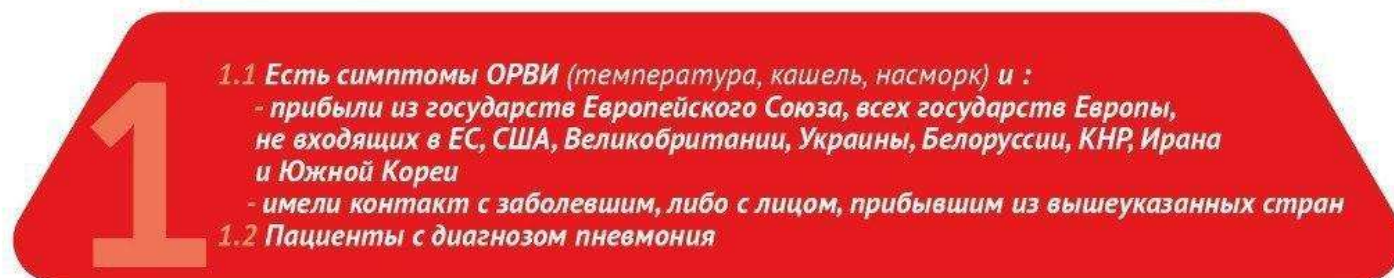 1
1.1 Есть симптомы ОРВИ (температура, кашель, насморк) и :
- прибыли из государств Европейского Союза, всех государств Европы,
не входящих в ЕС, США, Великобритании, Украины, Белоруссии, КНР, Ирана
и Южной Кореи
- имели контакт с заболевшим, либо с лицом, прибывшим из вышеуказанных стран
1.2 Пациенты с диагнозом пневмония